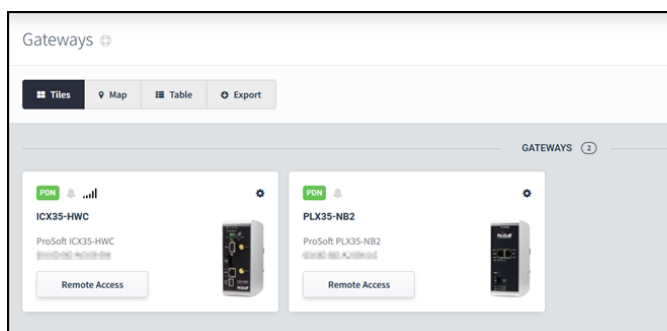 Gateways
Tiles Map Table Export
GATEWAYS 2
PDN
ICX35-HWC
ProSoft ICX35-HWC
Remote Access
PDN
PLX35-NB2
ProSoft PLX35-NB2
Remote Access